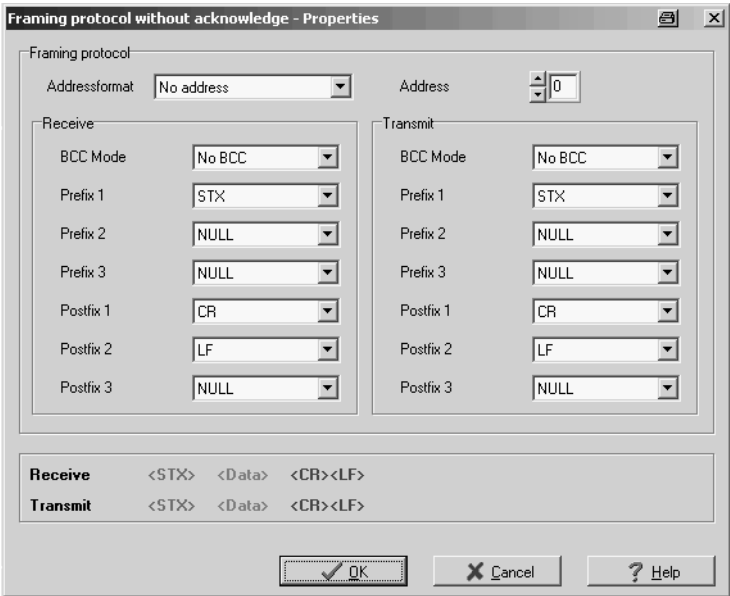 Framing protocol without acknowledge - Properties
Framing protocol
Addressformat No address Address 0
Receive
BCC Mode No BCC
Prefix 1 STX
Prefix 2 NULL
Prefix 3 NULL
Postfix 1 CR
Postfix 2 LF
Postfix 3 NULL
Transmit
BCC Mode No BCC
Prefix 1 STX
Prefix 2 NULL
Prefix 3 NULL
Postfix 1 CR
Postfix 2 LF
Postfix 3 NULL
Receive <STX> <Data> <CR><LF>
Transmit <STX> <Data> <CR><LF>
OK Cancel Help